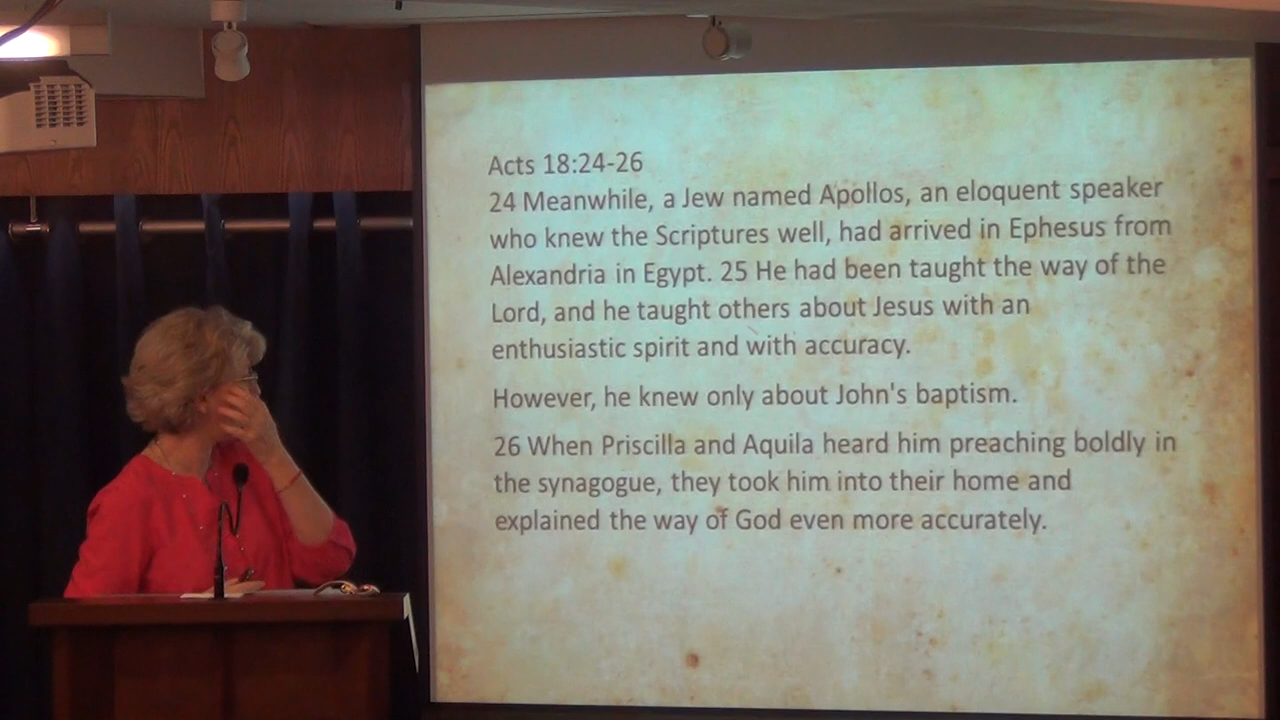 Acts 18:24-26
24 Meanwhile, a Jew named Apollos, an eloquent speaker
who knew the Scriptures well, had arrived in Ephesus from
Alexandria in Egypt. 25 He had been taught the way of the
Lord, and he taught others about Jesus with an
enthusiastic spirit and with accuracy.
However, he knew only about John's baptism.
26 When Priscilla and Aquila heard him preaching boldly in
the synagogue, they took him into their home and
explained the way of God even more accurately.